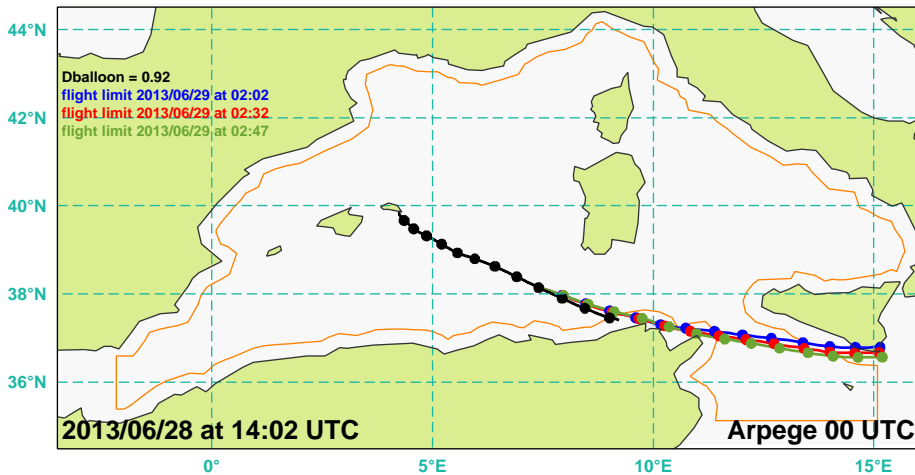 44°N
42°N
40°N
38°N
36°N
Dballoon = 0.92
flight limit 2013/06/29 at 02:02
flight limit 2013/06/29 at 02:32
flight limit 2013/06/29 at 02:47
2013/06/28 at 14:02 UTC
Arpege 00 UTC
0°
5°E
10°E
15°E